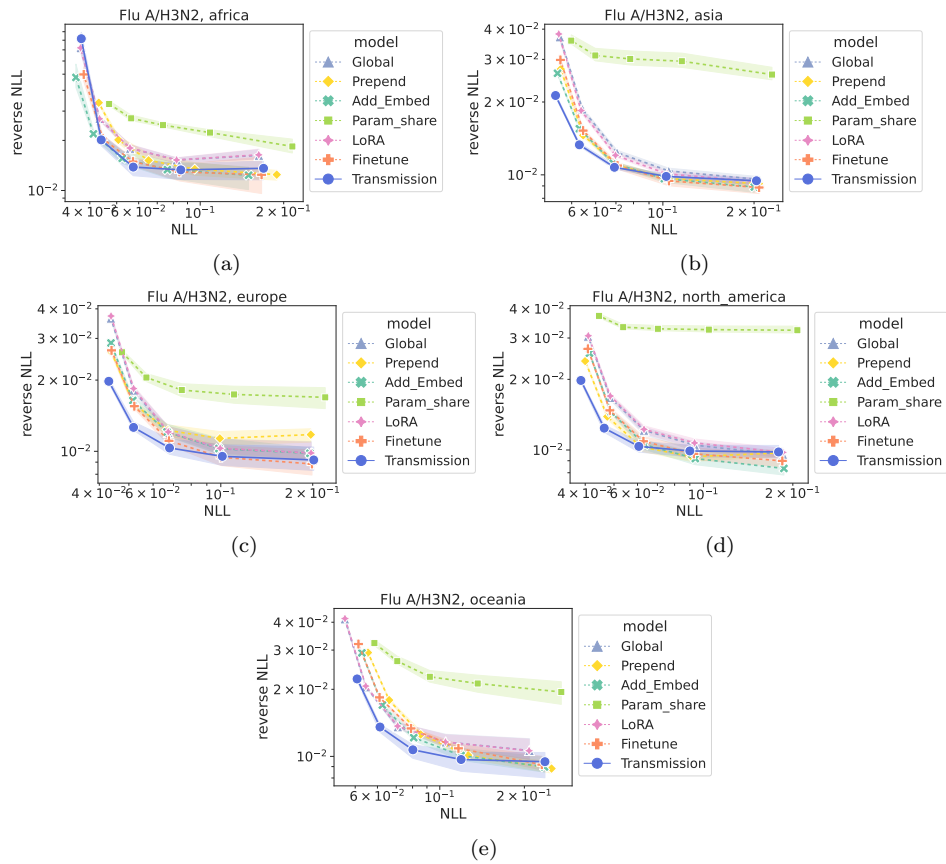 Flu A/H3N2, africa
reverse NLL
10⁻²
4 × 10⁻²
6 × 10⁻²
10⁻¹
2 × 10⁻¹
NLL
model
Global
Prepend
Add_Embed
Param_share
LoRA
Finetune
Transmission
(a)
Flu A/H3N2, asia
reverse NLL
4 × 10⁻²
2 × 10⁻²
10⁻²
6 × 10⁻²
10⁻¹
2 × 10⁻¹
NLL
model
Global
Prepend
Add_Embed
Param_share
LoRA
Finetune
Transmission
(b)
Flu A/H3N2, europe
reverse NLL
4 × 10⁻²
3 × 10⁻²
2 × 10⁻²
10⁻²
4 × 10⁻²
6 × 10⁻²
10⁻¹
2 × 10⁻¹
NLL
model
Global
Prepend
Add_Embed
Param_share
LoRA
Finetune
Transmission
(c)
Flu A/H3N2, north_america
reverse NLL
4 × 10⁻²
3 × 10⁻²
2 × 10⁻²
10⁻²
4 × 10⁻²
6 × 10⁻²
10⁻¹
2 × 10⁻¹
NLL
model
Global
Prepend
Add_Embed
Param_share
LoRA
Finetune
Transmission
(d)
Flu A/H3N2, oceania
reverse NLL
4 × 10⁻²
3 × 10⁻²
2 × 10⁻²
10⁻²
6 × 10⁻²
10⁻¹
2 × 10⁻¹
NLL
model
Global
Prepend
Add_Embed
Param_share
LoRA
Finetune
Transmission
(e)